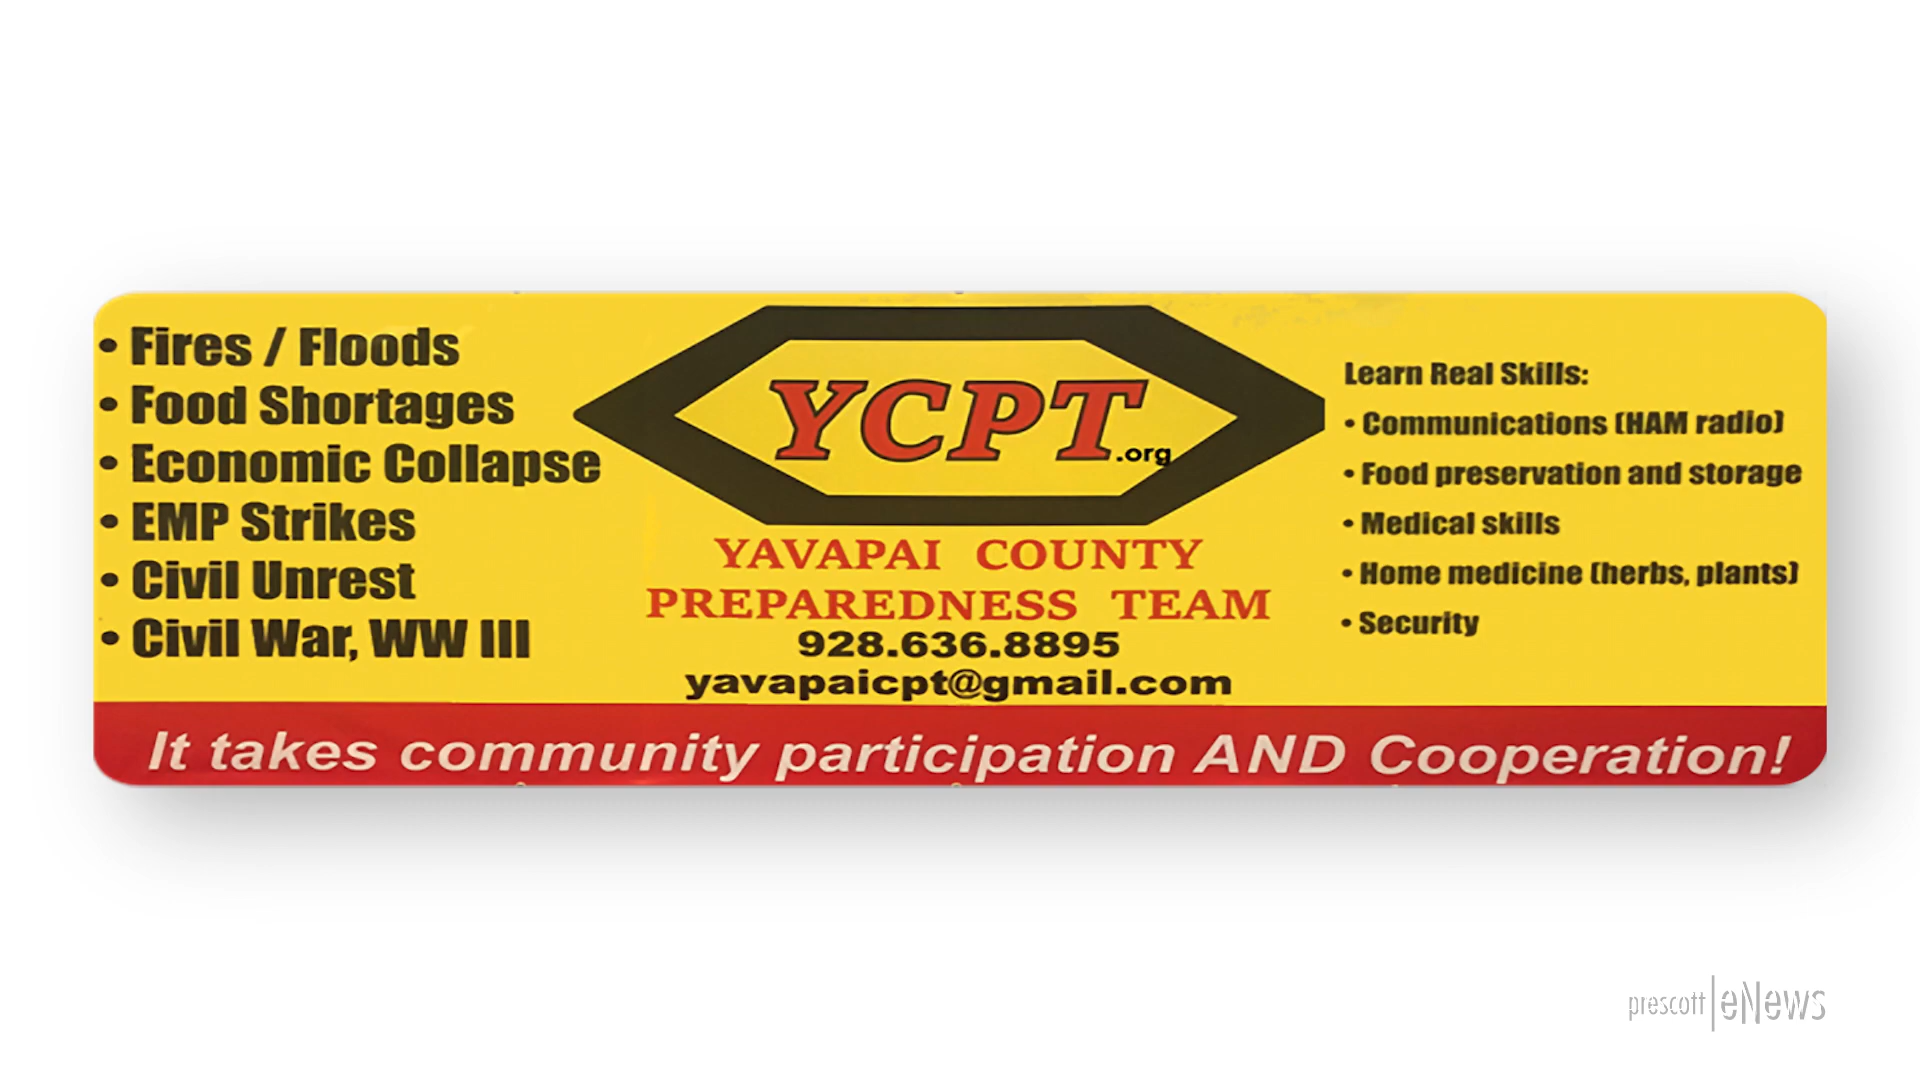 • Fires / Floods
• Food Shortages
• Economic Collapse
• EMP Strikes
• Civil Unrest
• Civil War, WW III
YCPT.org
YAVAPAI COUNTY
PREPAREDNESS TEAM
928.636.8895
yavapaicpt@gmail.com
Learn Real Skills:
• Communications (HAM radio)
• Food preservation and storage
• Medical skills
• Home medicine (herbs, plants)
• Security
It takes community participation AND Cooperation!
prescott|eNews